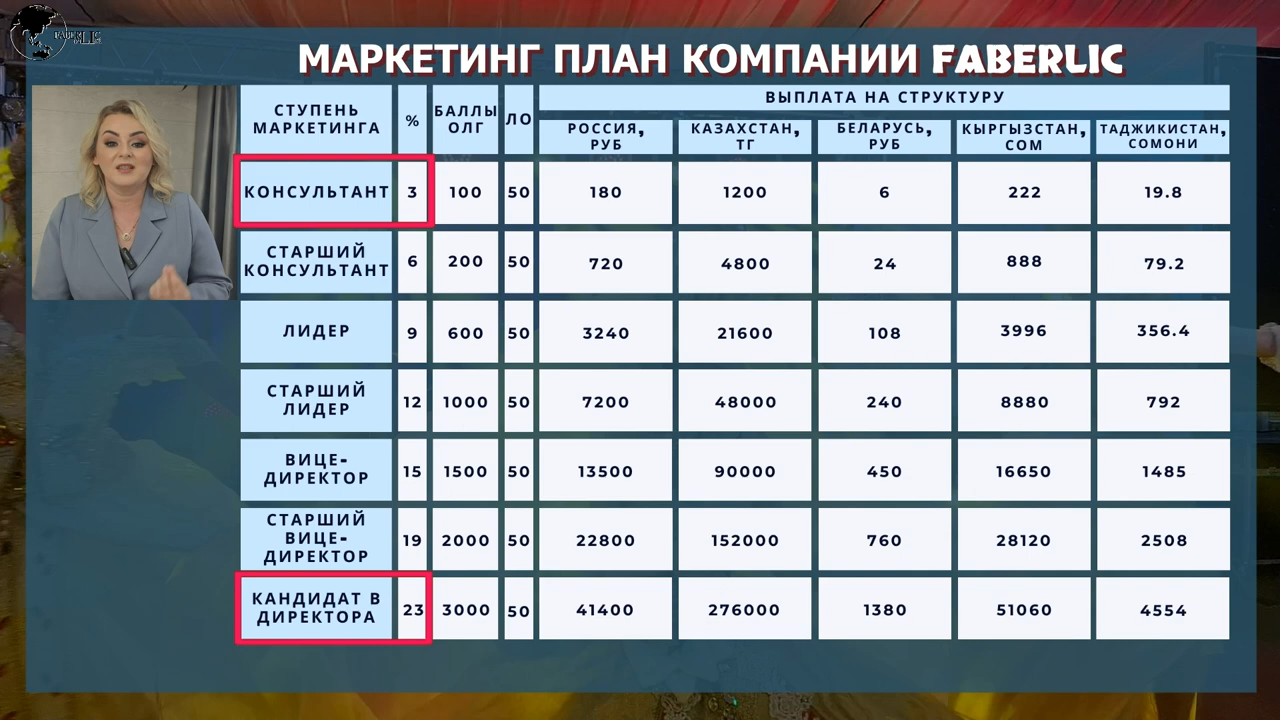 FABERLIC
МАРКЕТИНГ ПЛАН КОМПАНИИ FABERLIC
СТУПЕНЬ МАРКЕТИНГА % БАЛЛЫ ОЛГ ЛО ВЫПЛАТА НА СТРУКТУРУ
РОССИЯ, РУБ КАЗАХСТАН, ТГ БЕЛАРУСЬ, РУБ КЫРГЫЗСТАН, СОМ ТАДЖИКИСТАН, СОМОНИ
КОНСУЛЬТАНТ 3 100 50 180 1200 6 222 19.8
СТАРШИЙ КОНСУЛЬТАНТ 6 200 50 720 4800 24 888 79.2
ЛИДЕР 9 600 50 3240 21600 108 3996 356.4
СТАРШИЙ ЛИДЕР 12 1000 50 7200 48000 240 8880 792
ВИЦЕ-ДИРЕКТОР 15 1500 50 13500 90000 450 16650 1485
СТАРШИЙ ВИЦЕ-ДИРЕКТОР 19 2000 50 22800 152000 760 28120 2508
КАНДИДАТ В ДИРЕКТОРА 23 3000 50 41400 276000 1380 51060 4554